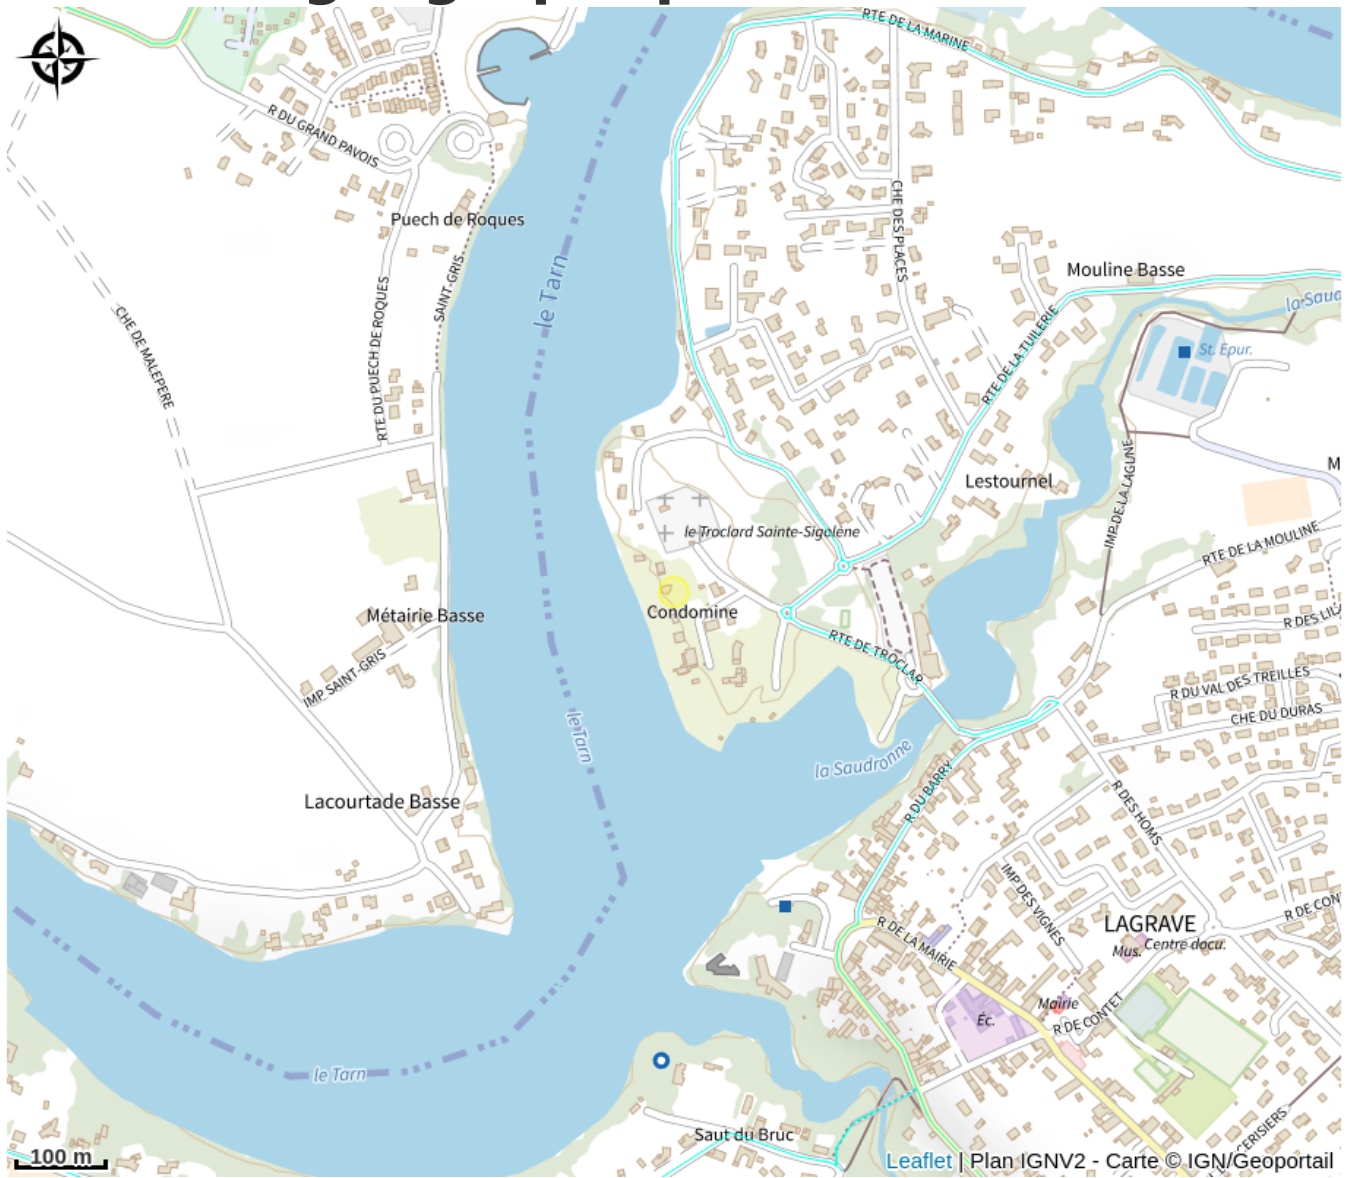 RTE DE LA MARINE
R DU GRAND PAVOIS
Puech de Roques
CHE DES PLACES
le Tarn
SAINT-GRIS
RTE DU PUECH DE ROQUES
Mouline Basse
la Saud
CHE DE MALEPERE
RTE DE LA TUILERIE
St. Epur.
Lestournel
IMP DE LA LAGUNE
M
le Troclard Sainte-Sigolène
RTE DE LA MOULINE
Condomine
Métairie Basse
R DES LILA
RTE DE TROCLAR
IMP SAINT-GRIS
R DU VAL DES TREILLES
CHE DU DURAS
le Tarn
la Saudronne
R DU BARRY
Lacourtade Basse
R DES HOMS
IMP DES VIGNES
LAGRAVE
R DE CON
Mus.
Centre docu.
R DE LA MAIRIE
Mairie
Éc.
R DE CONTET
le Tarn
Saut du Bruc
CERISIERS
100 m
Leaflet | Plan IGNV2 - Carte © IGN/Geoportail